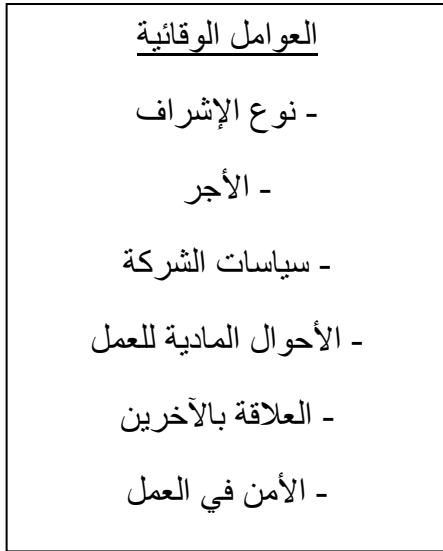 العوامل الوقائية
- نوع الإشراف
- الأجر
- سياسات الشركة
- الأحوال المادية للعمل
- العلاقة بالآخرين
- الأمن في العمل